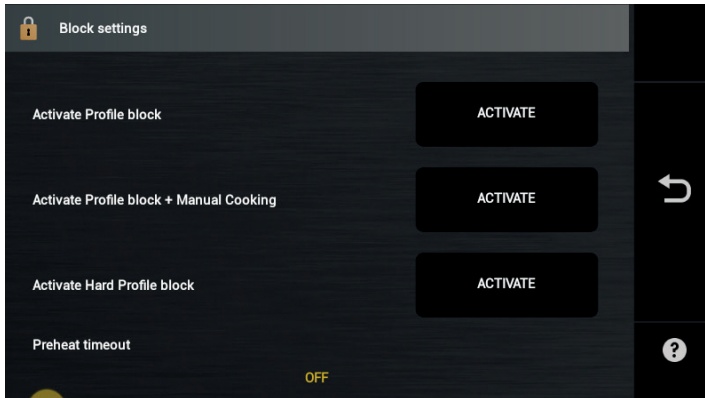 Block settings
Activate Profile block
ACTIVATE
Activate Profile block + Manual Cooking
ACTIVATE
Activate Hard Profile block
ACTIVATE
Preheat timeout
OFF
?